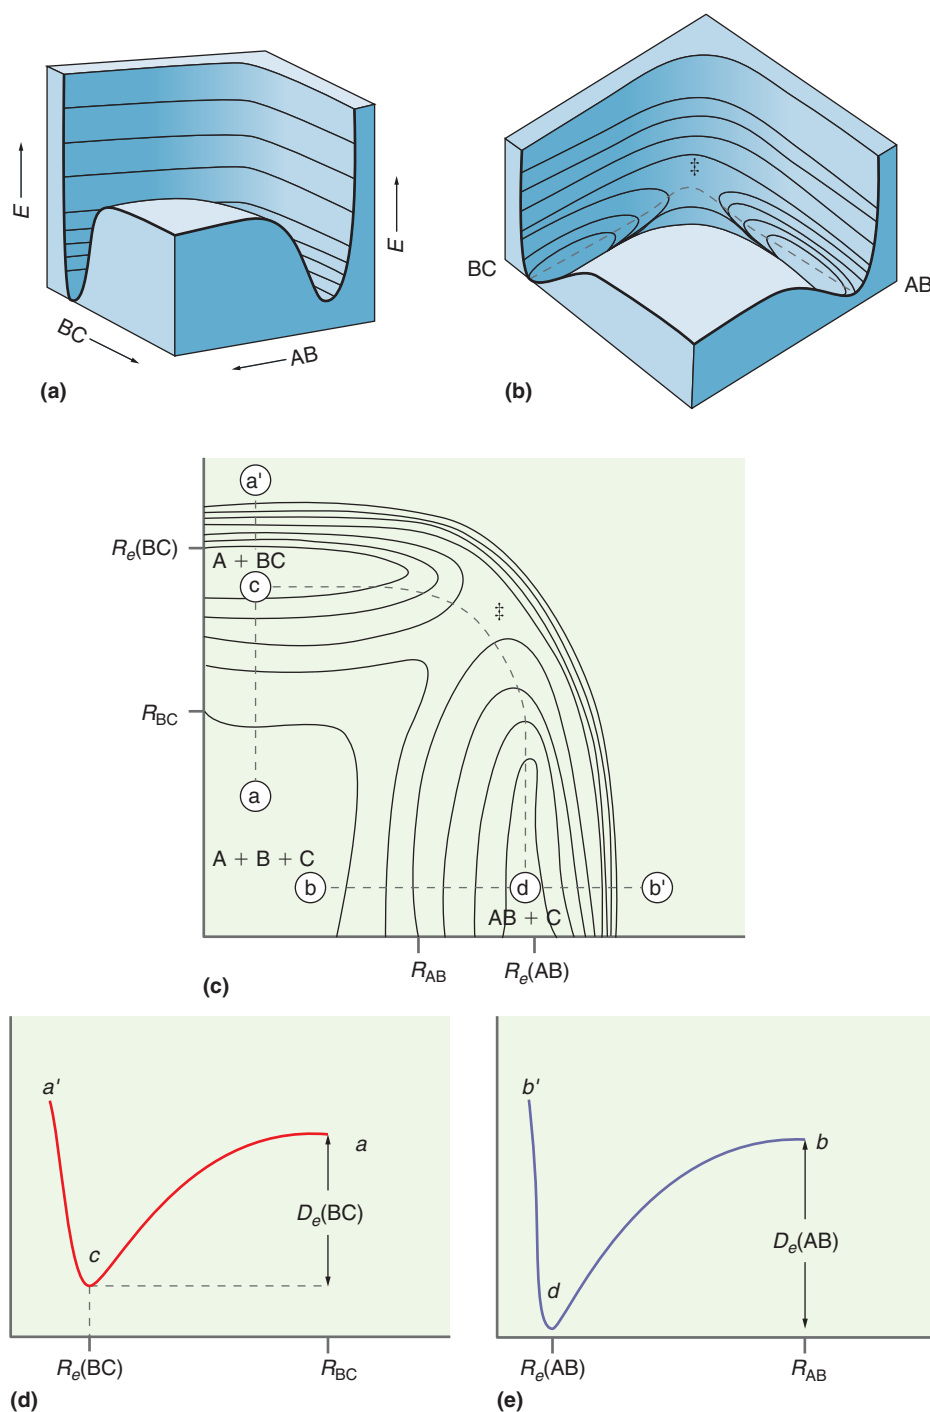 E
E
BC
AB
(a)
‡
BC
AB
(b)
a'
Re(BC)
A + BC
c
‡
RBC
a
A + B + C
b
d
b'
AB + C
RAB
Re(AB)
(c)
a'
a
De(BC)
c
Re(BC)
RBC
(d)
b'
b
De(AB)
d
Re(AB)
RAB
(e)